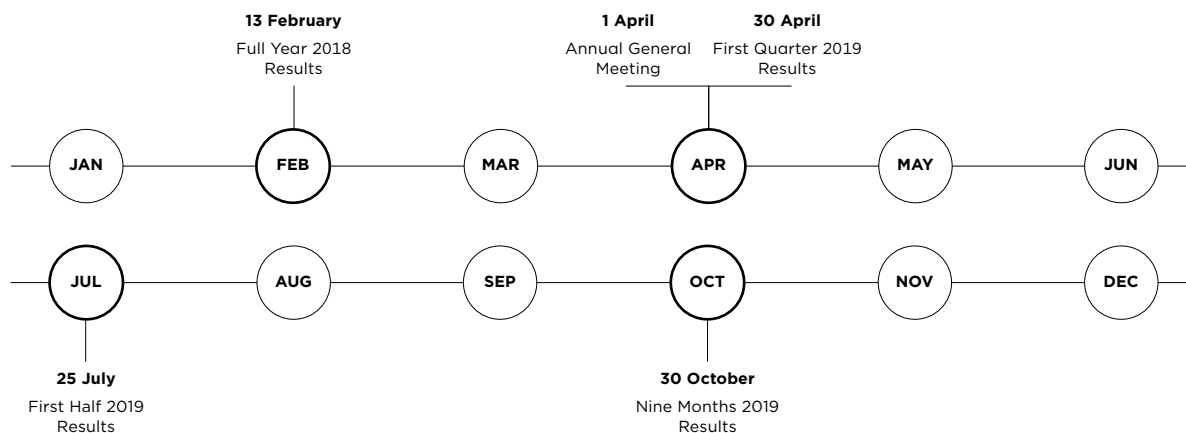 13 February
Full Year 2018
Results
1 April
Annual General
Meeting
30 April
First Quarter 2019
Results
JAN
FEB
MAR
APR
MAY
JUN
JUL
AUG
SEP
OCT
NOV
DEC
25 July
First Half 2019
Results
30 October
Nine Months 2019
Results